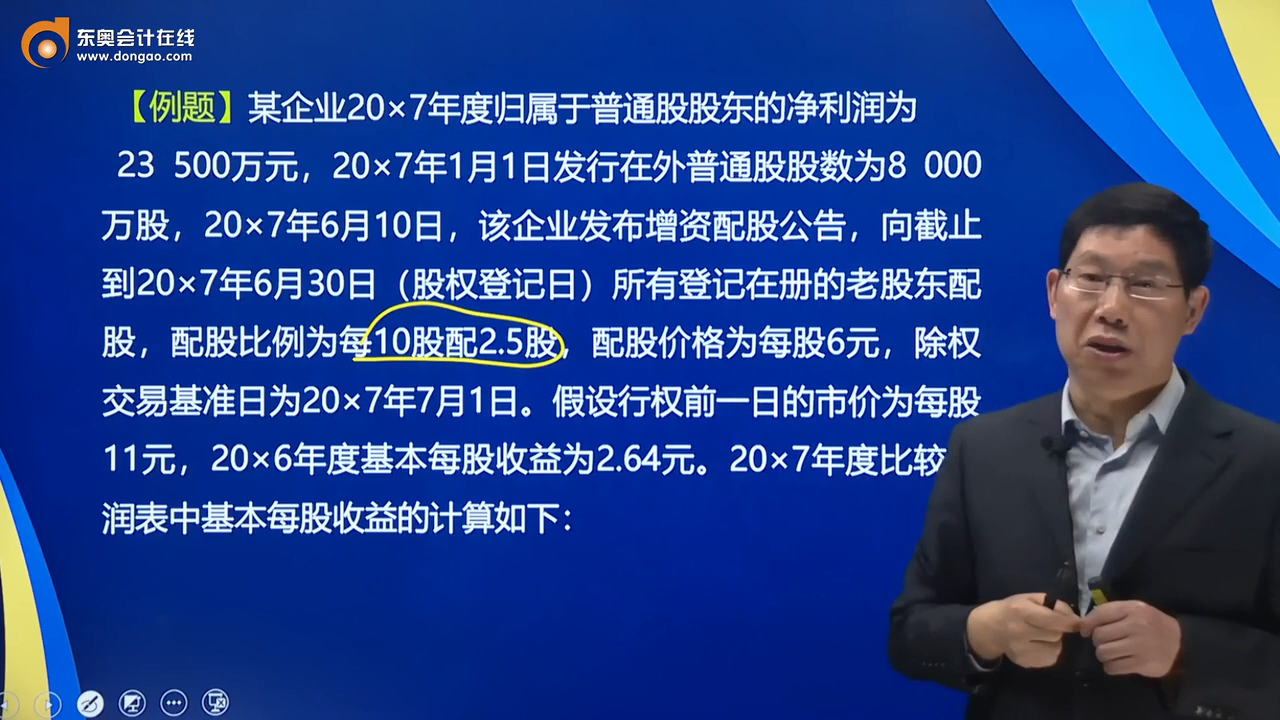 东奥会计在线
www.dongao.com
【例题】某企业20×7年度归属于普通股股东的净利润为
23 500万元，20×7年1月1日发行在外普通股股数为8 000
万股，20×7年6月10日，该企业发布增资配股公告，向截止
到20×7年6月30日（股权登记日）所有登记在册的老股东配
股，配股比例为每10股配2.5股，配股价格为每股6元，除权
交易基准日为20×7年7月1日。假设行权前一日的市价为每股
11元，20×6年度基本每股收益为2.64元。20×7年度比较
润表中基本每股收益的计算如下：